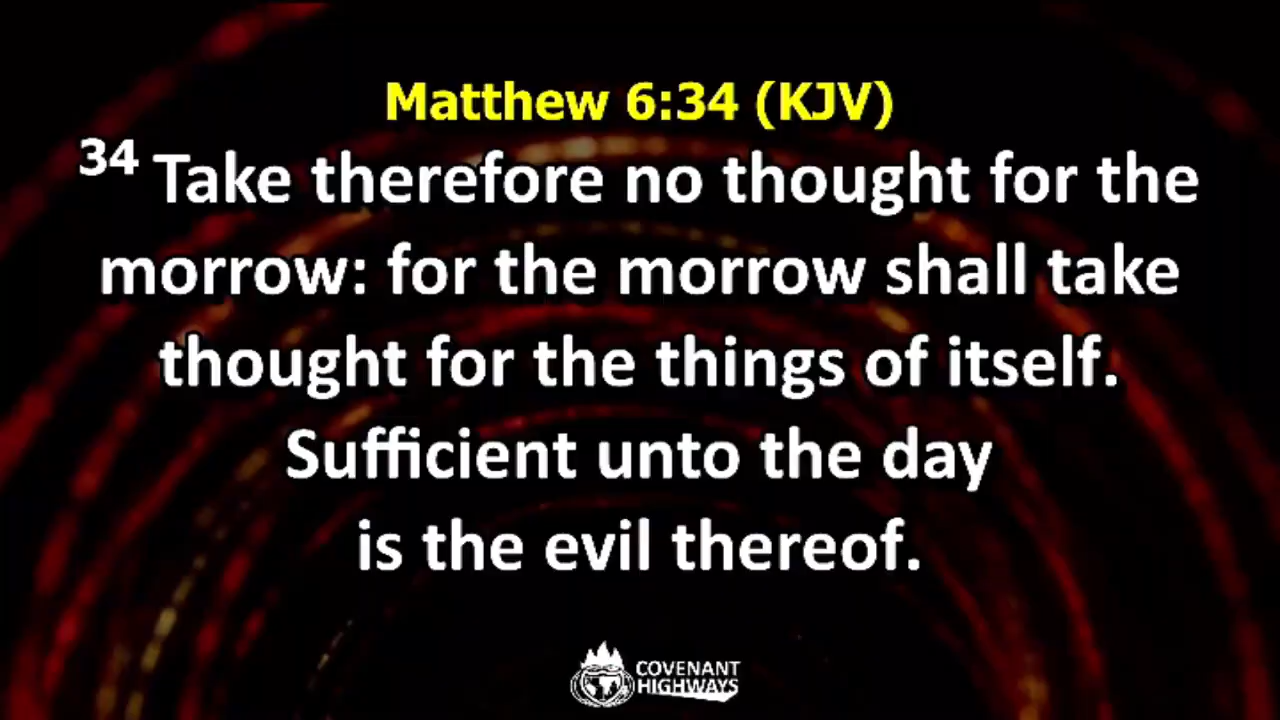 Matthew 6:34 (KJV)
34 Take therefore no thought for the
morrow: for the morrow shall take
thought for the things of itself.
Sufficient unto the day
is the evil thereof.
COVENANT
HIGHWAYS